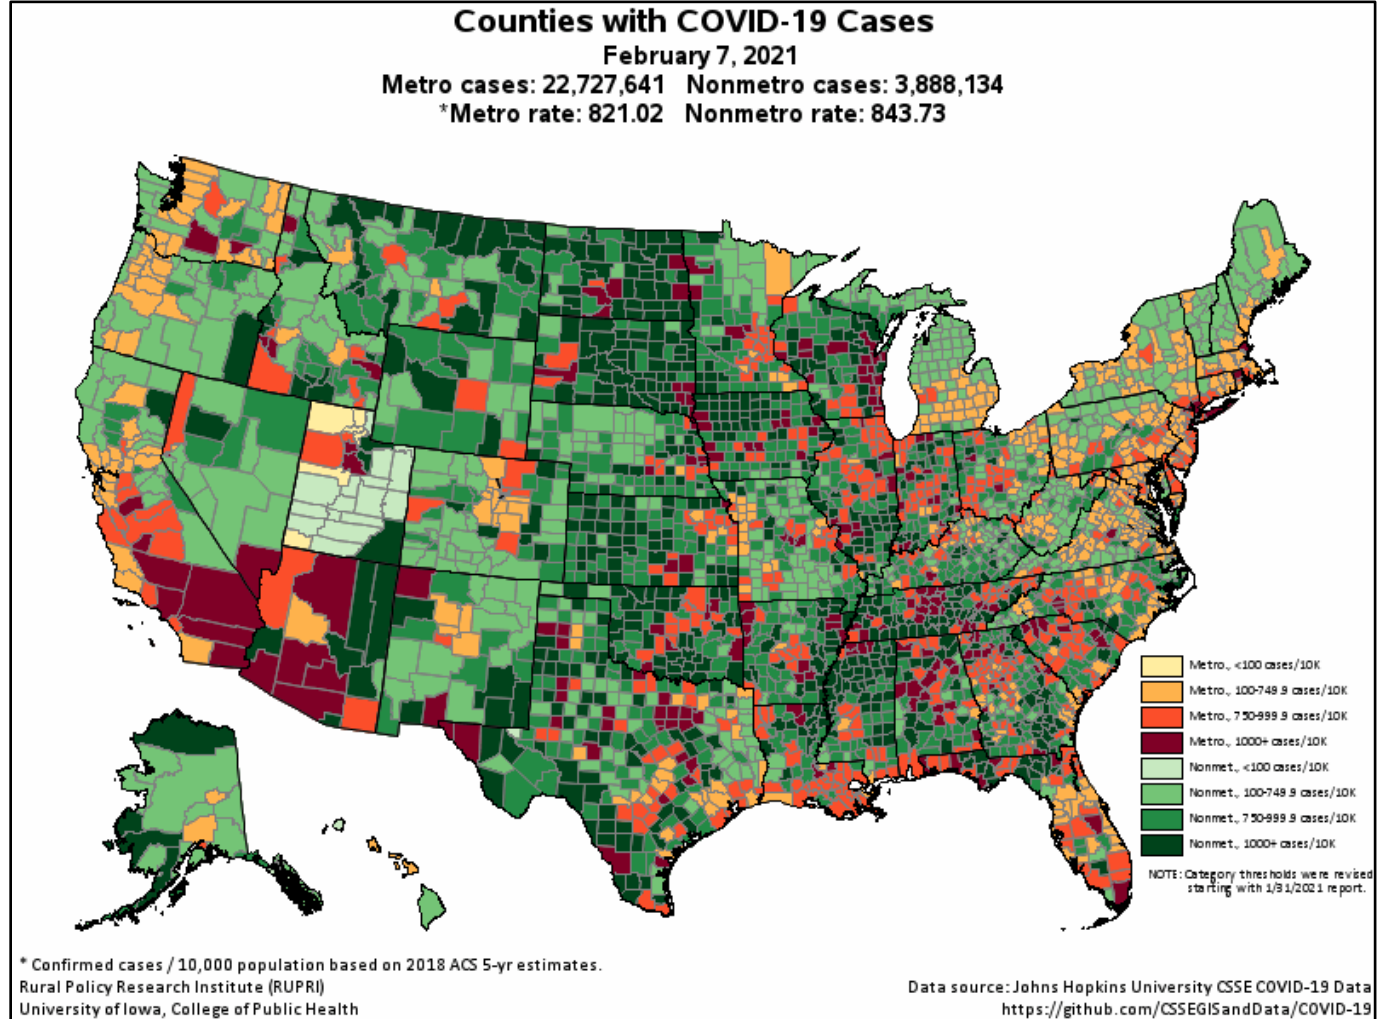 Counties with COVID-19 Cases
February 7, 2021
Metro cases: 22,727,641 Nonmetro cases: 3,888,134
*Metro rate: 821.02 Nonmetro rate: 843.73
Metro., <100 cases/10K
Metro., 100-749.9 cases/10K
Metro., 750-999.9 cases/10K
Metro., 1000+ cases/10K
Nonmet., <100 cases/10K
Nonmet., 100-749.9 cases/10K
Nonmet., 750-999.9 cases/10K
Nonmet., 1000+ cases/10K
NOTE: Category thresholds were revised
starting with 1/31/2021 report.
* Confirmed cases / 10,000 population based on 2018 ACS 5-yr estimates.
Rural Policy Research Institute (RUPRI)
University of Iowa, College of Public Health
Data source: Johns Hopkins University CSSE COVID-19 Data
https://github.com/CSSEGISandData/COVID-19